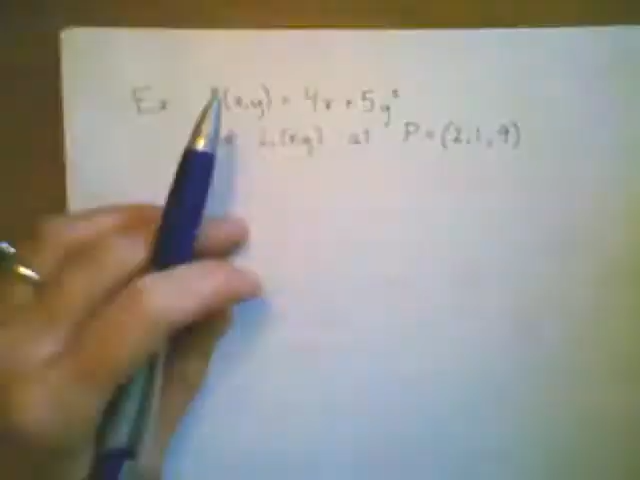 Ex (x,y) = 4x + 5y²
L(x,y) at P = (2,1,9)